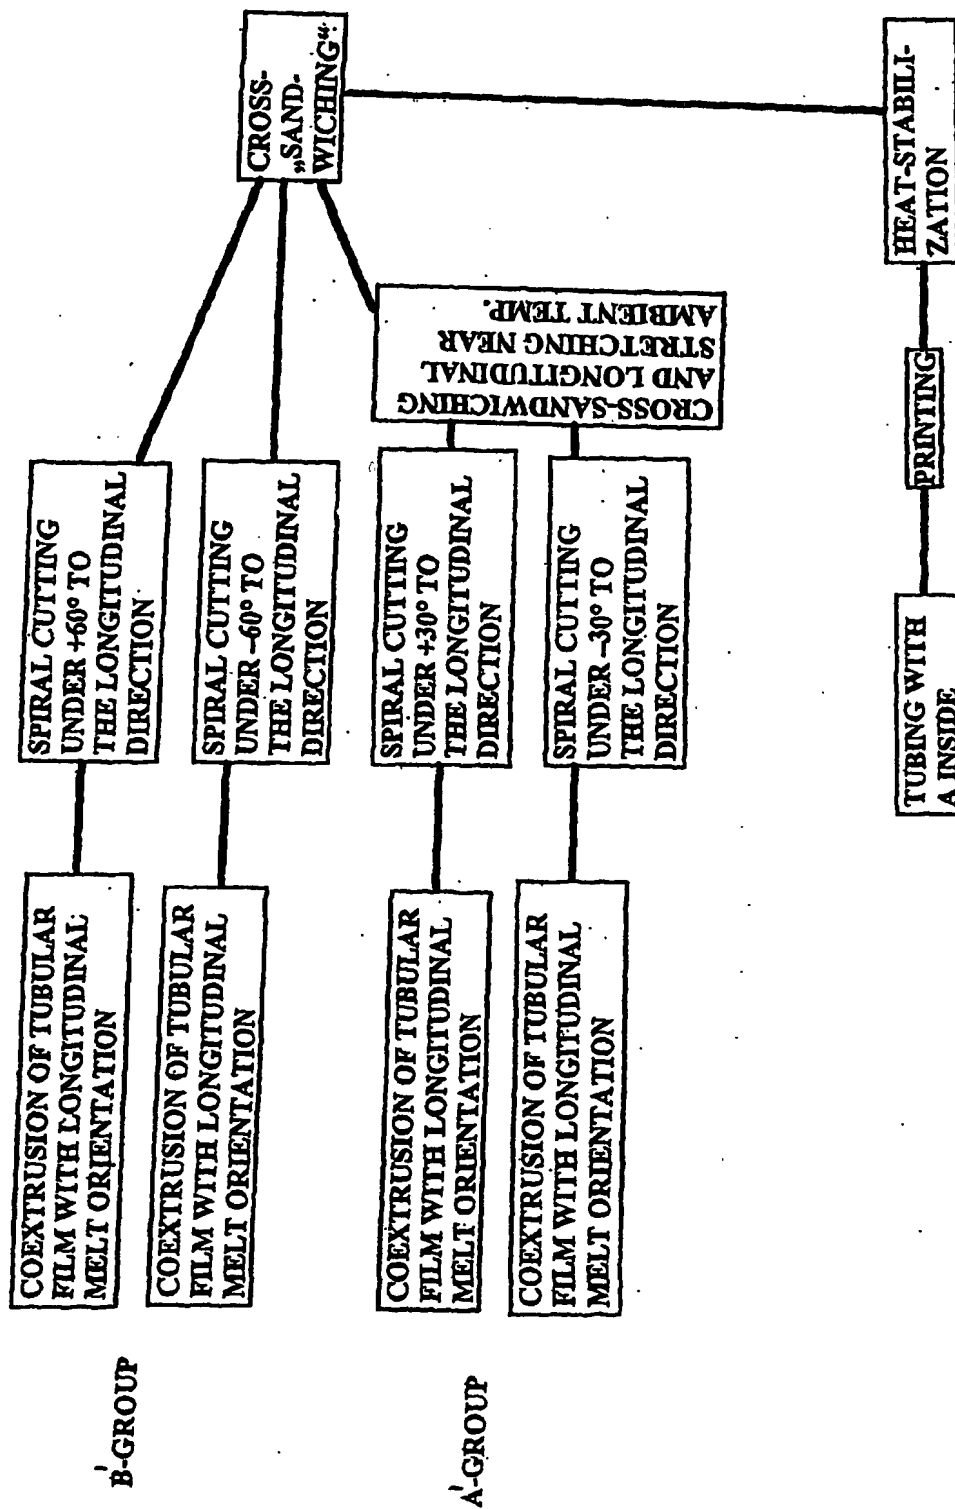 B'-GROUP
COEXTRUSION OF TUBULAR
FILM WITH LONGITUDINAL
MELT ORIENTATION
SPIRAL CUTTING
UNDER +60° TO
THE LONGITUDINAL
DIRECTION
COEXTRUSION OF TUBULAR
FILM WITH LONGITUDINAL
MELT ORIENTATION
SPIRAL CUTTING
UNDER -60° TO
THE LONGITUDINAL
DIRECTION
CROSS-
„SAND-
WICHING“
A'-GROUP
COEXTRUSION OF TUBULAR
FILM WITH LONGITUDINAL
MELT ORIENTATION
SPIRAL CUTTING
UNDER +30° TO
THE LONGITUDINAL
DIRECTION
COEXTRUSION OF TUBULAR
FILM WITH LONGITUDINAL
MELT ORIENTATION
SPIRAL CUTTING
UNDER -30° TO
THE LONGITUDINAL
DIRECTION
CROSS-SANDWICHING
AND LONGITUDINAL
STRETCHING NEAR
AMBIENT TEMP.
TUBING WITH
A INSIDE
PRINTING
HEAT-STABILI-
ZATION